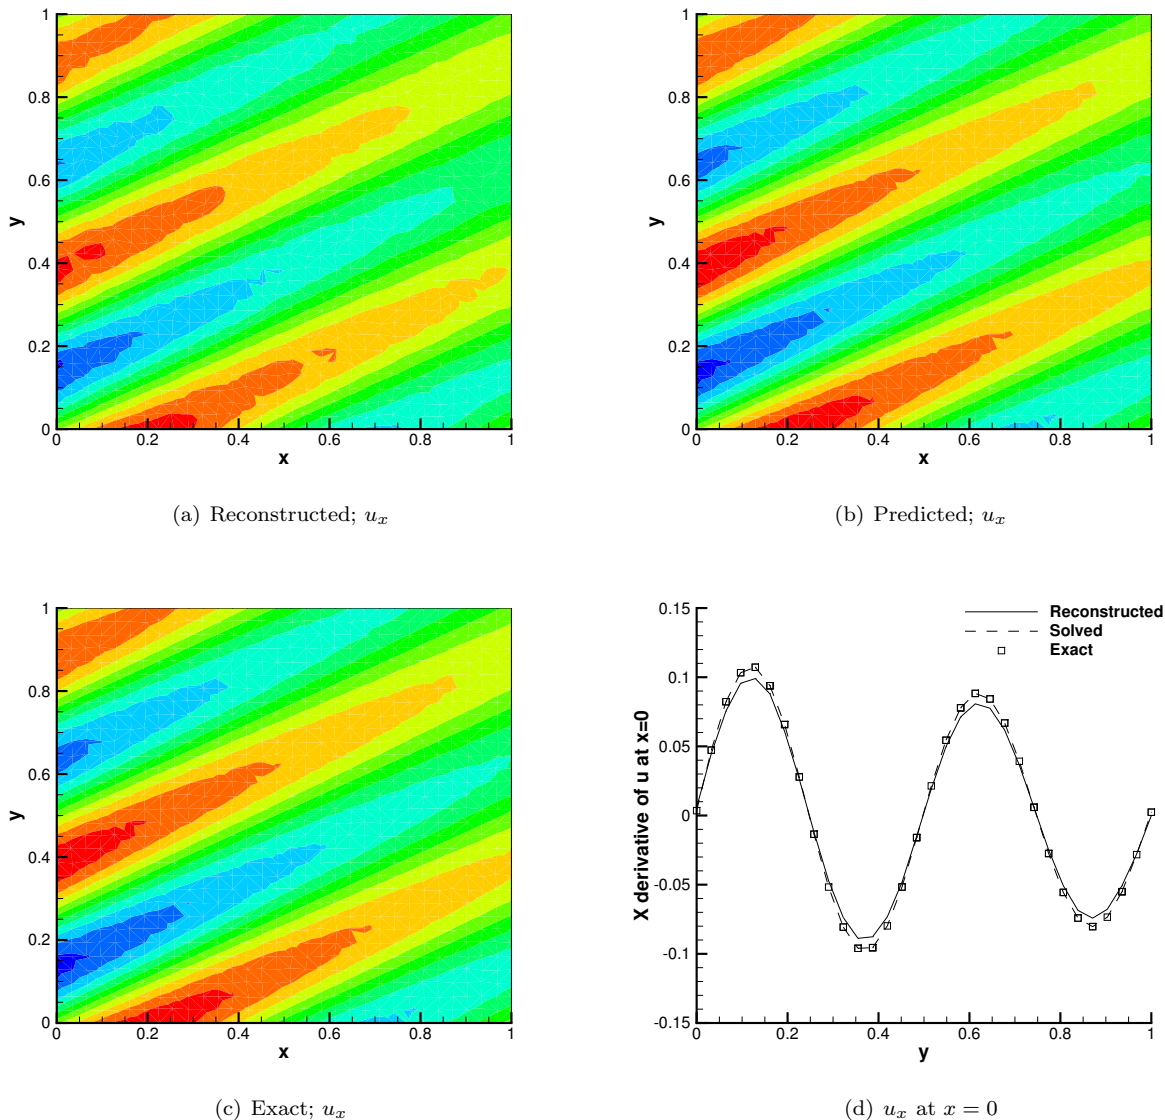 y
1
0.8
0.6
0.4
0.2
0
0 0.2 0.4 0.6 0.8 1
x
(a) Reconstructed; u_x
y
1
0.8
0.6
0.4
0.2
0
0 0.2 0.4 0.6 0.8 1
x
(b) Predicted; u_x
y
1
0.8
0.6
0.4
0.2
0
0 0.2 0.4 0.6 0.8 1
x
(c) Exact; u_x
X derivative of u at x=0
0.15
0.1
0.05
0
-0.05
-0.1
-0.15
Reconstructed
Solved
Exact
0 0.2 0.4 0.6 0.8 1
y
(d) u_x at x = 0